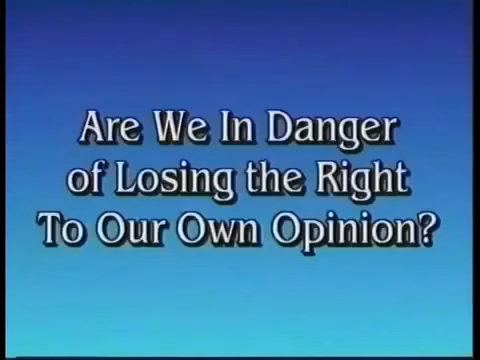 Are We In Danger
of Losing the Right
To Our Own Opinion?